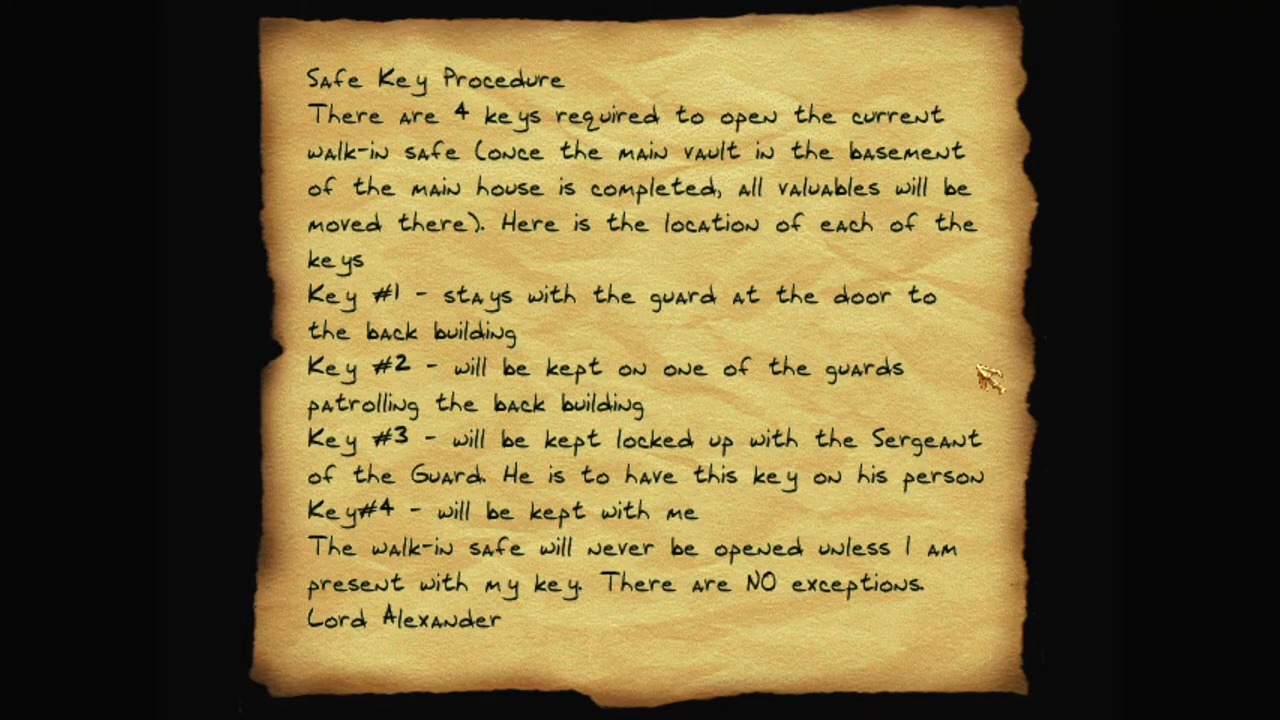 Safe Key Procedure
There are 4 keys required to open the current
walk-in safe (once the main vault in the basement
of the main house is completed, all valuables will be
moved there). Here is the location of each of the
keys
Key #1 - stays with the guard at the door to
the back building
Key #2 - will be kept on one of the guards
patrolling the back building
Key #3 - will be kept locked up with the Sergeant
of the Guard. He is to have this key on his person
Key#4 - will be kept with me
The walk-in safe will never be opened unless I am
present with my key. There are NO exceptions.
Lord Alexander